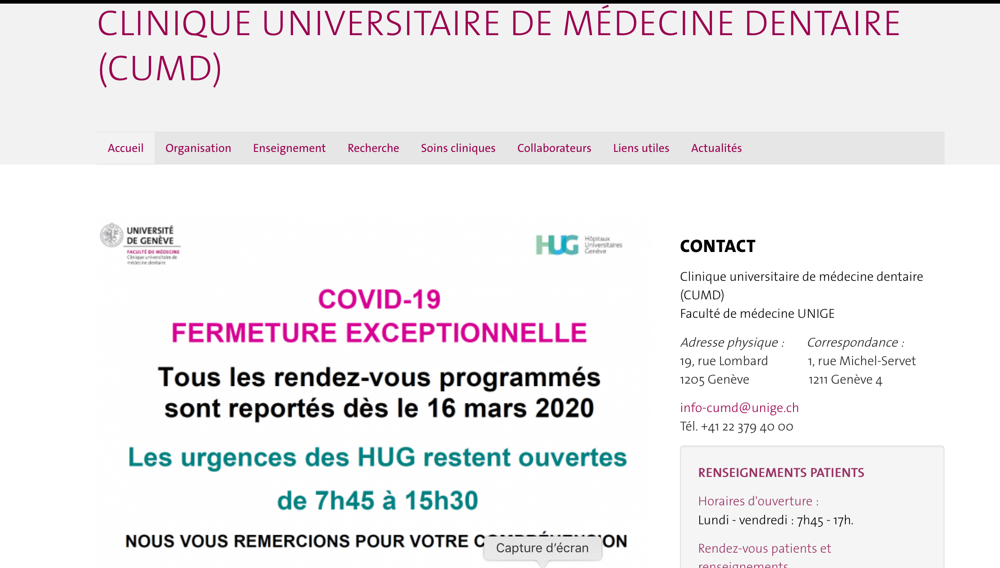 CLINIQUE UNIVERSITAIRE DE MÉDECINE DENTAIRE
(CUMD)
Accueil Organisation Enseignement Recherche Soins cliniques Collaborateurs Liens utiles Actualités
UNIVERSITÉ
DE GENÈVE
FACULTÉ DE MÉDECINE
Clinique universitaire de
médecine dentaire
HUG
Hôpitaux
Universitaires
Genève
COVID-19
FERMETURE EXCEPTIONNELLE
Tous les rendez-vous programmés
sont reportés dès le 16 mars 2020
Les urgences des HUG restent ouvertes
de 7h45 à 15h30
NOUS VOUS REMERCIONS POUR VOTRE COMPRÉHENSION
Capture d’écran
CONTACT
Clinique universitaire de médecine dentaire
(CUMD)
Faculté de médecine UNIGE
Adresse physique : Correspondance :
19, rue Lombard 1, rue Michel-Servet
1205 Genève 1211 Genève 4
info-cumd@unige.ch
Tél. +41 22 379 40 00
RENSEIGNEMENTS PATIENTS
Horaires d'ouverture :
Lundi - vendredi : 7h45 - 17h.
Rendez-vous patients et
renseignements